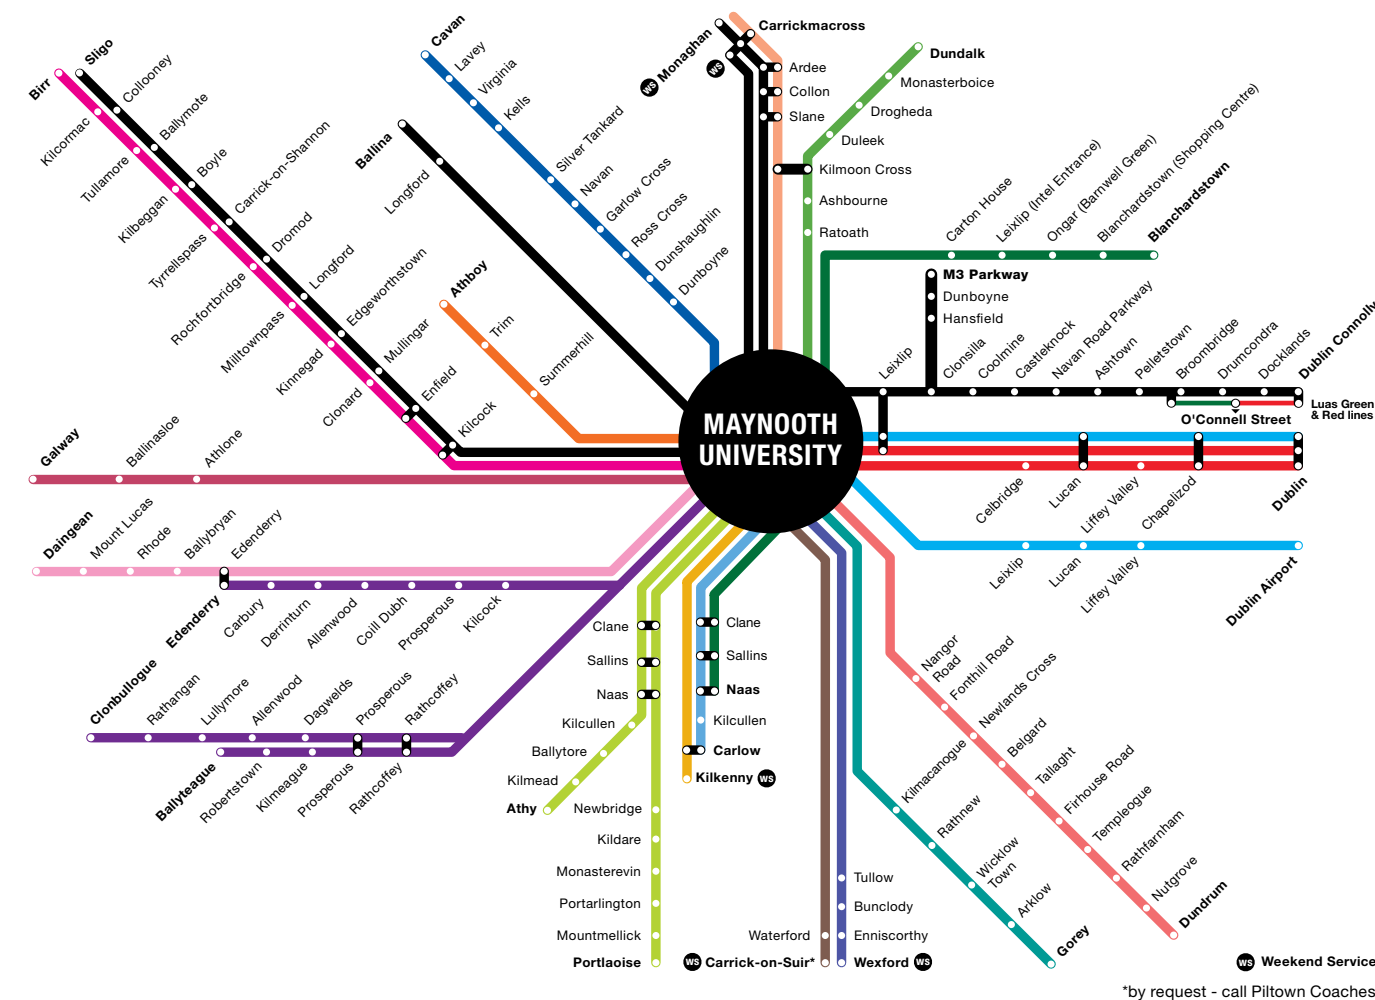 Birr
Kilcormac
Tullamore
Kilbeggan
Tyrrellspass
Rochfortbridge
Milltownpass
Kinnegad
Clonard
Sligo
Collooney
Ballymote
Boyle
Carrick-on-Shannon
Dromod
Longford
Edgeworthstown
Mullingar
Enfield
Kilcock
Ballina
Longford
Athboy
Trim
Summerhill
Cavan
Lavey
Virginia
Kells
Silver Tankard
Navan
Garlow Cross
Ross Cross
Dunshaughlin
Dunboyne
WS Monaghan
WS
Carrickmacross
Ardee
Collon
Slane
Dundalk
Monasterboice
Drogheda
Duleek
Kilmoon Cross
Ashbourne
Ratoath
Carton House
Leixlip (Intel Entrance)
Ongar (Barnwell Green)
Blanchardstown (Shopping Centre)
Blanchardstown
M3 Parkway
Dunboyne
Hansfield
Leixlip
Clonsilla
Coolmine
Castleknock
Navan Road Parkway
Ashtown
Pelletstown
Broombridge
Drumcondra
Docklands
Dublin Connolly
Luas Green
& Red lines
O'Connell Street
MAYNOOTH
UNIVERSITY
Celbridge
Lucan
Liffey Valley
Chapelizod
Dublin
Leixlip
Lucan
Liffey Valley
Dublin Airport
Galway
Ballinasloe
Athlone
Daingean
Mount Lucas
Rhode
Ballybryan
Edenderry
Edenderry
Carbury
Derrinturn
Allenwood
Coill Dubh
Prosperous
Kilcock
Clonbullogue
Rathangan
Lullymore
Allenwood
Dagwelds
Prosperous
Rathcoffey
Ballyteague
Robertstown
Kilmeague
Prosperous
Rathcoffey
Clane
Sallins
Naas
Kilcullen
Ballytore
Kilmead
Athy
Newbridge
Kildare
Monasterevin
Portarlington
Mountmellick
Portlaoise
Clane
Sallins
Naas
Kilcullen
Carlow
Kilkenny WS
Waterford
WS Carrick-on-Suir*
Tullow
Bunclody
Enniscorthy
Wexford WS
Kilmacanogue
Rathnew
Wicklow
Town
Arklow
Gorey
Nangor
Road
Fonthill Road
Newlands Cross
Belgard
Tallaght
Firhouse Road
Templeogue
Rathfarnham
Nutgrove
Dundrum
WS Weekend Service
*by request - call Piltown Coaches